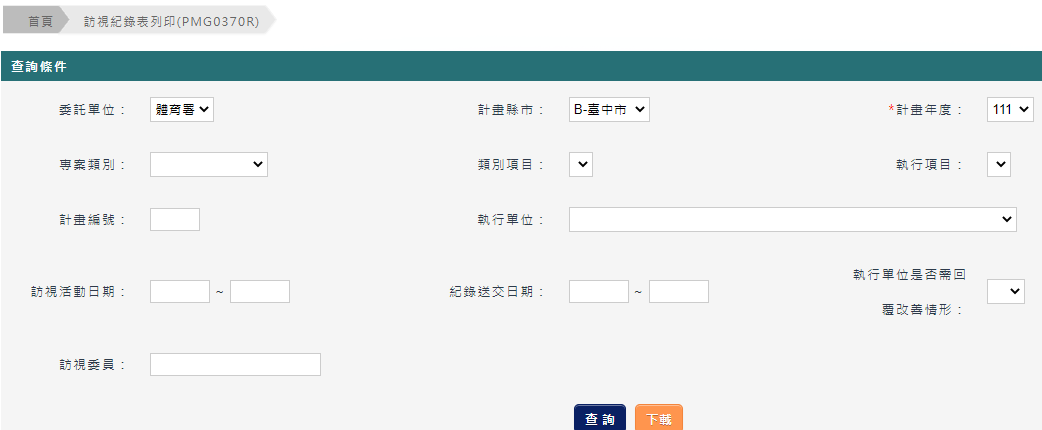 首頁 訪視紀錄表列印(PMG0370R)
查詢條件
委託單位： 體育署 計畫縣市： B-臺中市 *計畫年度： 111
專案類別： 類別項目： 執行項目：
計畫編號： 執行單位：
訪視活動日期： ~ 紀錄送交日期： ~ 執行單位是否需回
覆改善情形：
訪視委員：
查詢 下載